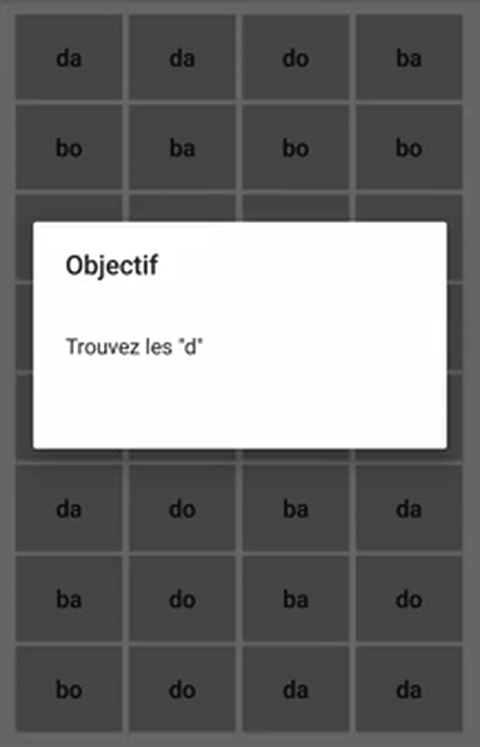 da da do ba
bo ba bo bo
Objectif
Trouvez les "d"
da do ba da
ba do ba do
bo do da da